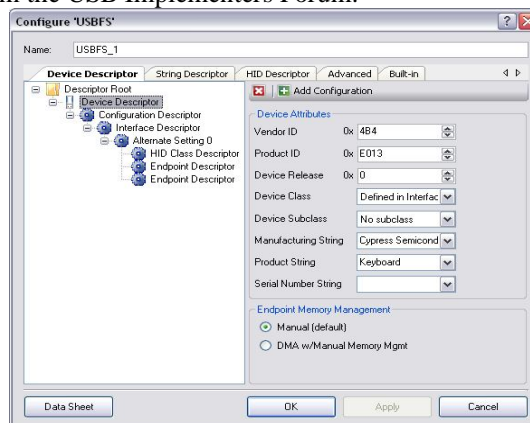 in the USB Implementers Forum.
Configure 'USBFS'
Name: USBFS_1
Device Descriptor String Descriptor HID Descriptor Advanced Built-in
Descriptor Root
Device Descriptor
Configuration Descriptor
Interface Descriptor
Alternate Setting 0
HID Class Descriptor
Endpoint Descriptor
Endpoint Descriptor
Add Configuration
Device Attributes
Vendor ID 0x 4B4
Product ID 0x E013
Device Release 0x 0
Device Class Defined in Interfac
Device Subclass No subclass
Manufacturing String Cypress Semicond
Product String Keyboard
Serial Number String
Endpoint Memory Management
Manual (default)
DMA w/Manual Memory Mgmt
Data Sheet OK Apply Cancel